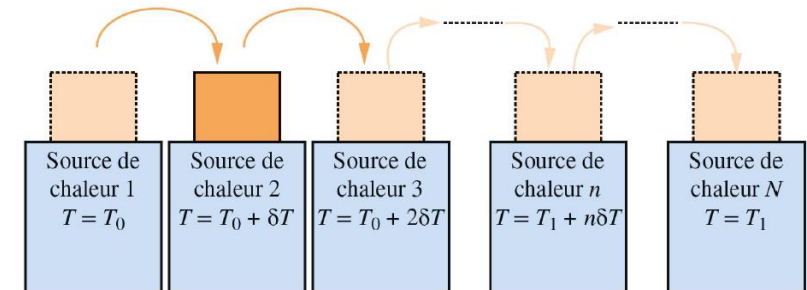 Source de
chaleur 1
T = T₀
Source de
chaleur 2
T = T₀ + δT
Source de
chaleur 3
T = T₀ + 2δT
Source de
chaleur n
T = T₁ + nδT
Source de
chaleur N
T = T₁